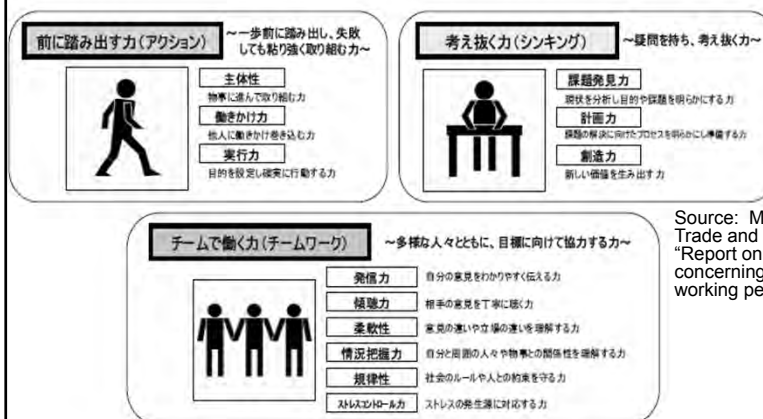 前に踏み出す力(アクション)
～一歩前に踏み出し、失敗
しても粘り強く取り組む力～
主体性
物事に進んで取り組む力
働きかけ力
他人に働きかけ巻き込む力
実行力
目的を設定し確実に行動する力
考え抜く力(シンキング)
～疑問を持ち、考え抜く力～
課題発見力
現状を分析し目的や課題を明らかにする力
計画力
課題の解決に向けたプロセスを明らかにし準備する力
創造力
新しい価値を生み出す力
チームで働く力(チームワーク)
～多様な人々とともに、目標に向けて協力する力～
発信力
自分の意見をわかりやすく伝える力
傾聴力
相手の意見を丁寧に聴く力
柔軟性
意見の違いや立場の違いを理解する力
情況把握力
自分と周囲の人々や物事との関係性を理解する力
規律性
社会のルールや人との約束を守る力
ストレスコントロール力
ストレスの発生源に対応する力
Source: M
Trade and
“Report on
concerning
working pe